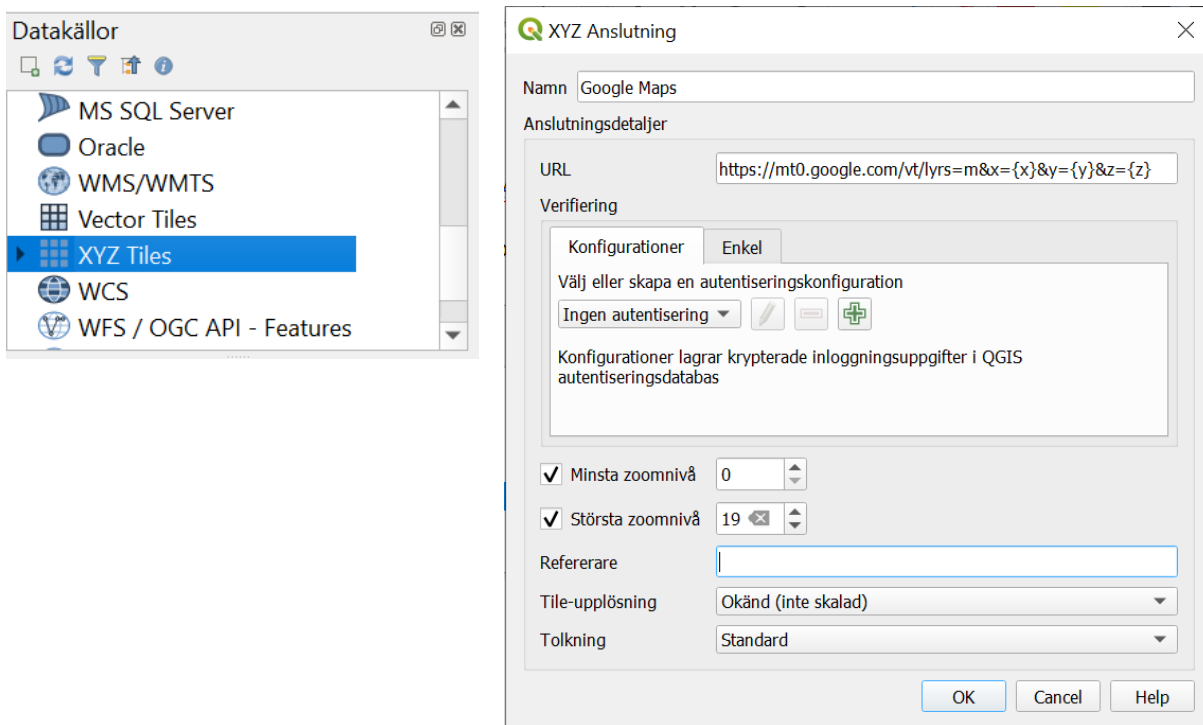 Datakällor
MS SQL Server
Oracle
WMS/WMTS
Vector Tiles
XYZ Tiles
WCS
WFS / OGC API - Features
XYZ Anslutning
Namn Google Maps
Anslutningsdetaljer
URL https://mt0.google.com/vt/lyrs=m&x={x}&y={y}&z={z}
Verifiering
Konfigurationer Enkel
Välj eller skapa en autentiseringskonfiguration
Ingen autentisering
Konfigurationer lagrar krypterade inloggningsuppgifter i QGIS
autentiseringsdatabas
Minsta zoomnivå 0
Största zoomnivå 19
Refererare
Tile-upplösning Okänd (inte skalad)
Tolkning Standard
OK Cancel Help